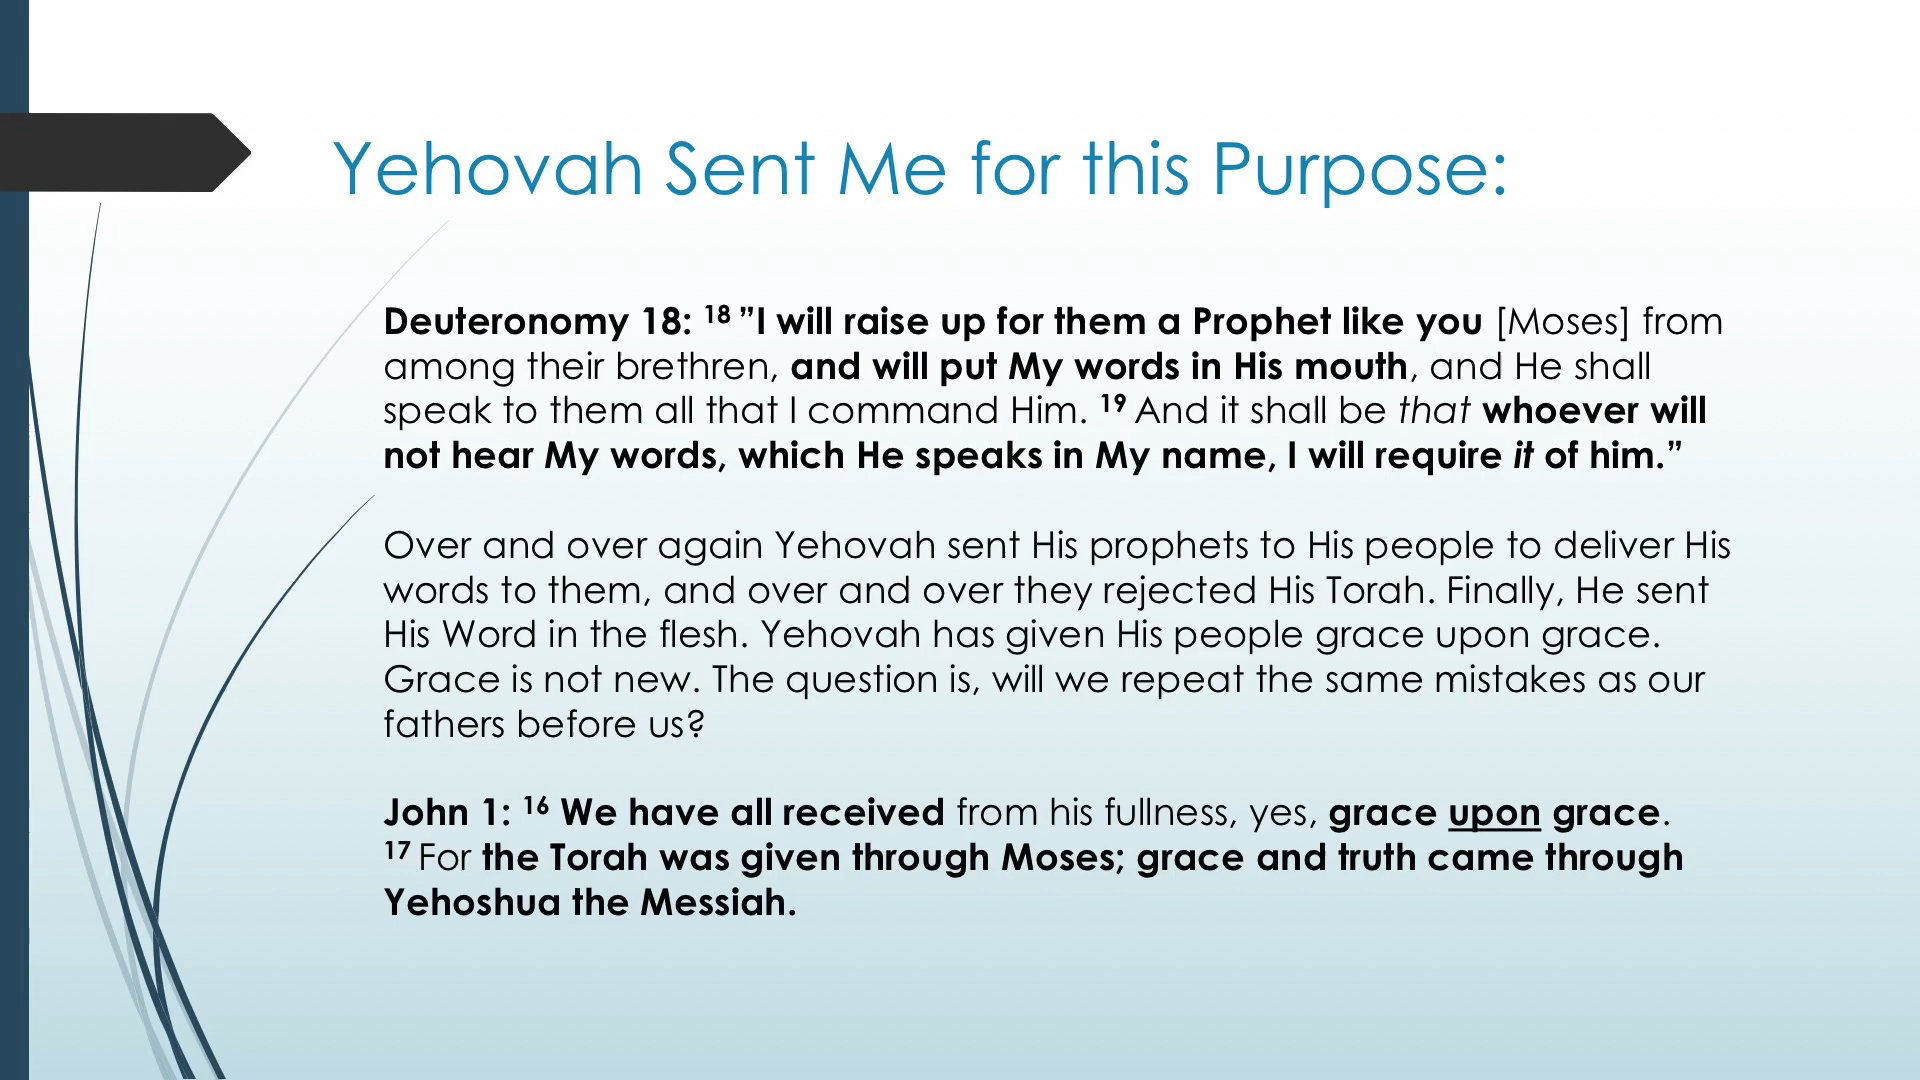 Yehovah Sent Me for this Purpose:
Deuteronomy 18: 18 ”I will raise up for them a Prophet like you [Moses] from
among their brethren, and will put My words in His mouth, and He shall
speak to them all that I command Him. 19 And it shall be that whoever will
not hear My words, which He speaks in My name, I will require it of him.”
Over and over again Yehovah sent His prophets to His people to deliver His
words to them, and over and over they rejected His Torah. Finally, He sent
His Word in the flesh. Yehovah has given His people grace upon grace.
Grace is not new. The question is, will we repeat the same mistakes as our
fathers before us?
John 1: 16 We have all received from his fullness, yes, grace upon grace.
17 For the Torah was given through Moses; grace and truth came through
Yehoshua the Messiah.